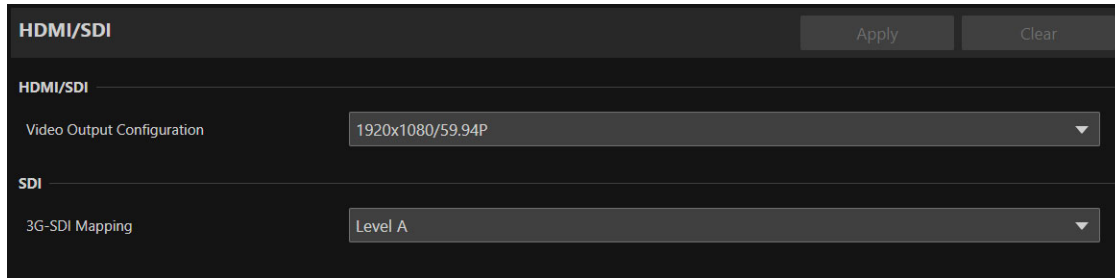 HDMI/SDI
Apply
Clear
HDMI/SDI
Video Output Configuration
1920x1080/59.94P
SDI
3G-SDI Mapping
Level A